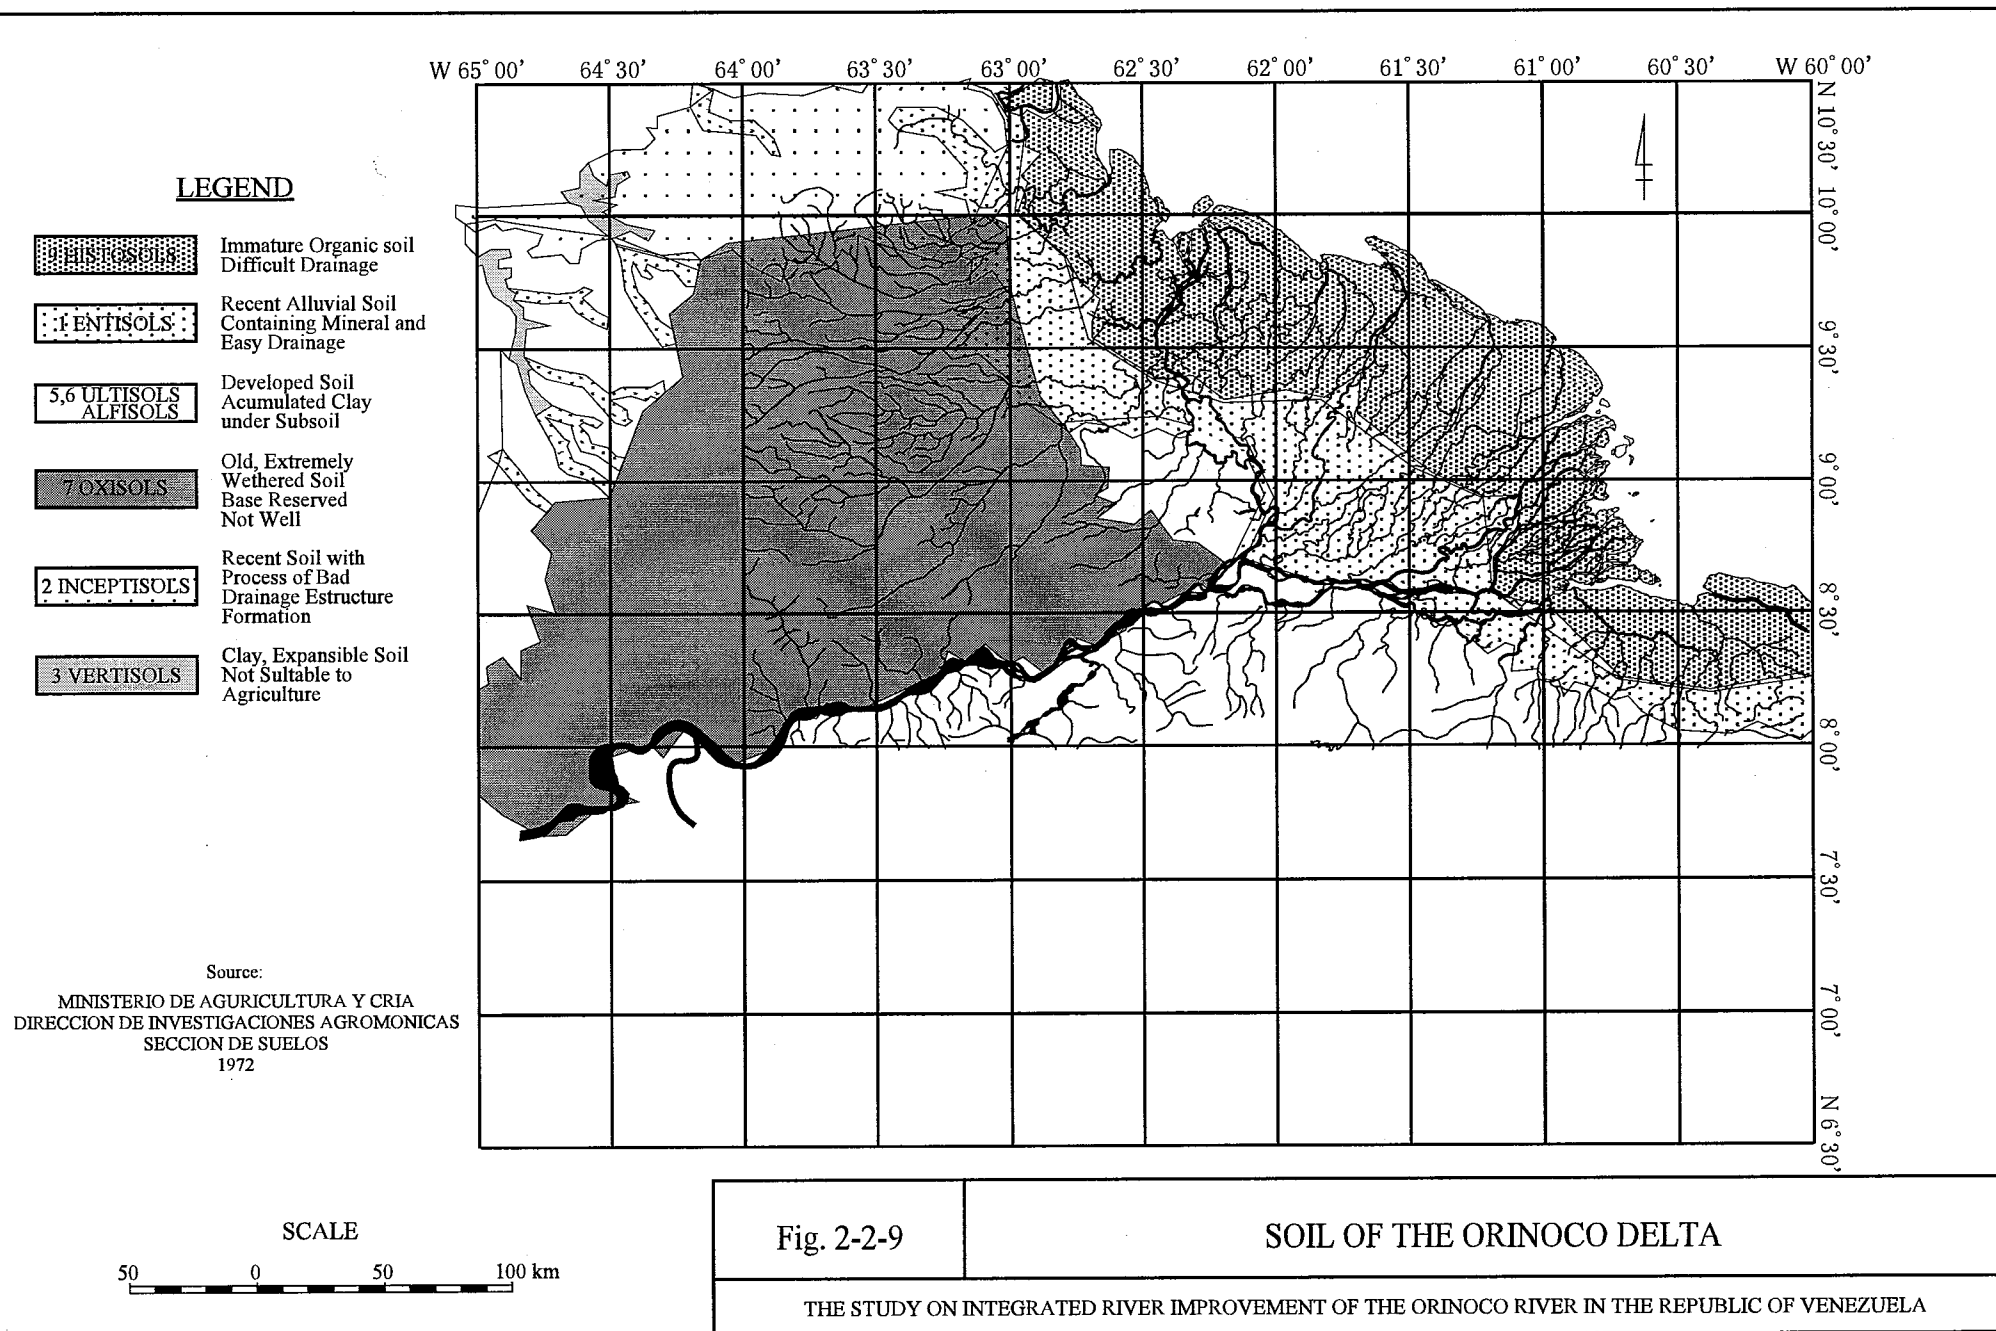 W 65° 00'  64° 30'  64° 00'  63° 30'  63° 00'  62° 30'  62° 00'  61° 30'  61° 00'  60° 30'  W 60° 00'
N 10° 30'
10° 00'
9° 30'
9° 00'
8° 30'
8° 00'
7° 30'
7° 00'
N 6° 30'
LEGEND
9 HISTOSOLS
Immature Organic soil
Difficult Drainage
1 ENTISOLS
Recent Alluvial Soil
Containing Mineral and
Easy Drainage
5,6 ULTISOLS
ALFISOLS
Developed Soil
Acumulated Clay
under Subsoil
7 OXISOLS
Old, Extremely
Wethered Soil
Base Reserved
Not Well
2 INCEPTISOLS
Recent Soil with
Process of Bad
Drainage Estructure
Formation
3 VERTISOLS
Clay, Expansible Soil
Not Sultable to
Agriculture
Source:
MINISTERIO DE AGURICULTURA Y CRIA
DIRECCION DE INVESTIGACIONES AGROMONICAS
SECCION DE SUELOS
1972
SCALE
50  0  50  100 km
Fig. 2-2-9
SOIL OF THE ORINOCO DELTA
THE STUDY ON INTEGRATED RIVER IMPROVEMENT OF THE ORINOCO RIVER IN THE REPUBLIC OF VENEZUELA